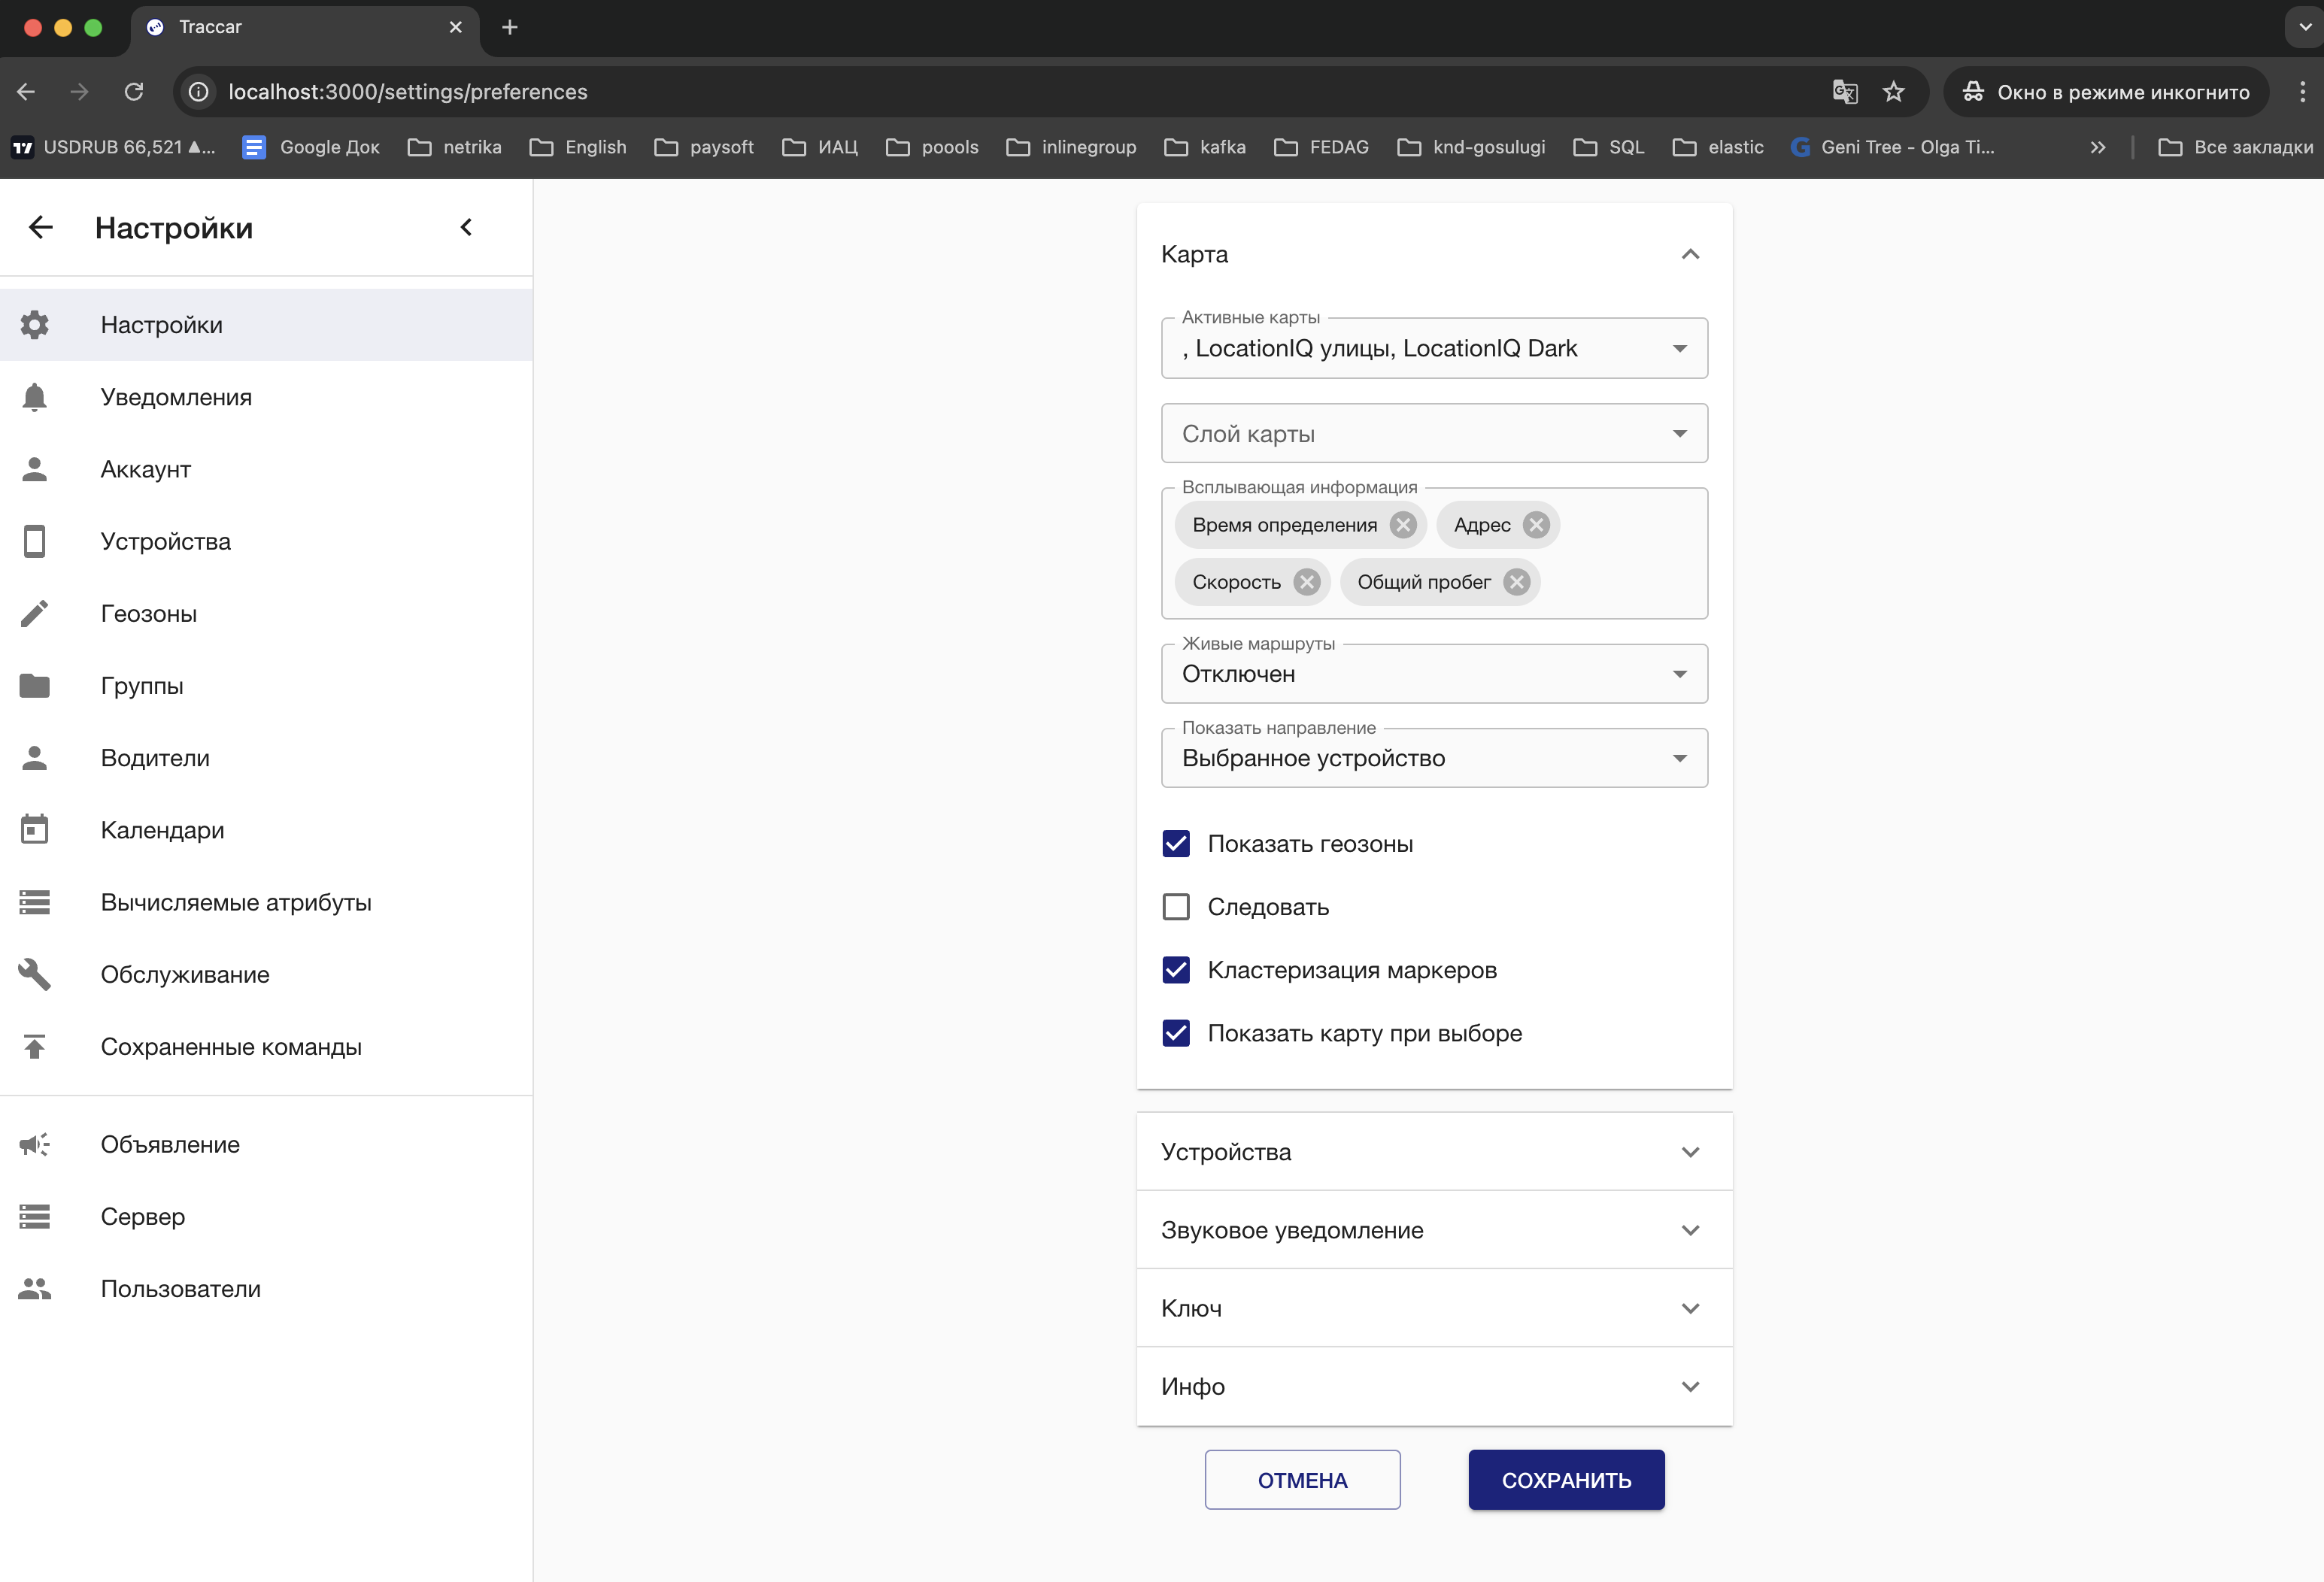 Traccar
localhost:3000/settings/preferences
Окно в режиме инкогнито
USDRUB 66,521 ▲...
Google Док
netrika
English
paysoft
ИАЦ
poools
inlinegroup
kafka
FEDAG
knd-gosulugi
SQL
elastic
Geni Tree - Olga Ti...
Все закладки
Настройки
Настройки
Уведомления
Аккаунт
Устройства
Геозоны
Группы
Водители
Календари
Вычисляемые атрибуты
Обслуживание
Сохраненные команды
Объявление
Сервер
Пользователи
Карта
Активные карты
, LocationIQ улицы, LocationIQ Dark
Слой карты
Всплывающая информация
Время определения
Адрес
Скорость
Общий пробег
Живые маршруты
Отключен
Показать направление
Выбранное устройство
Показать геозоны
Следовать
Кластеризация маркеров
Показать карту при выборе
Устройства
Звуковое уведомление
Ключ
Инфо
ОТМЕНА
СОХРАНИТЬ